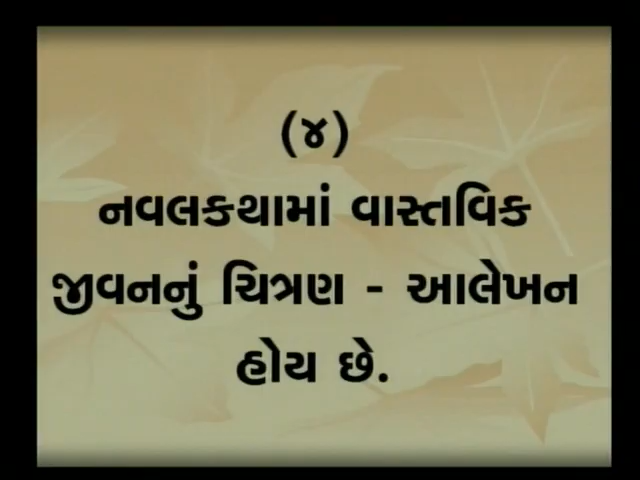 (૪)
નવલકથામાં વાસ્તવિક
જીવનનું ચિત્રણ - આલેખન
હોય છે.